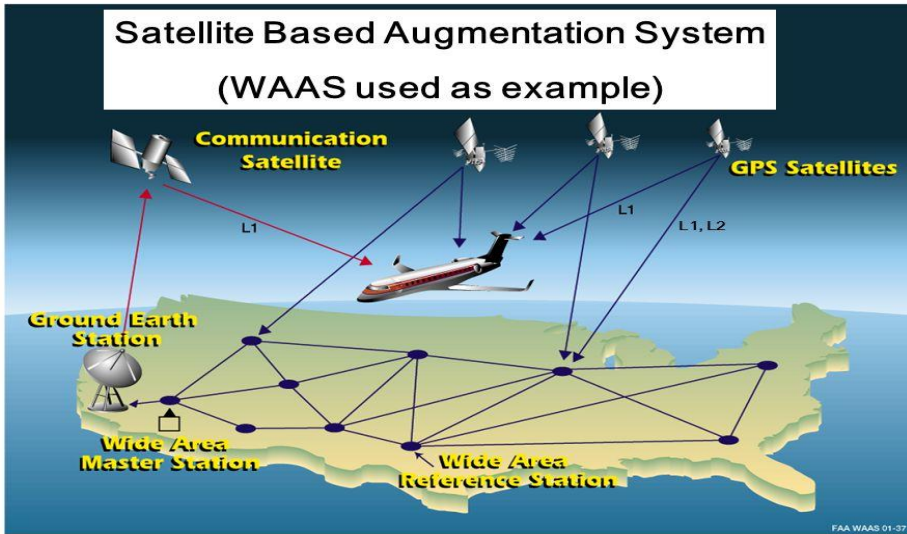 Satellite Based Augmentation System
(WAAS used as example)
Communication
Satellite
GPS Satellites
L1
L1
L1, L2
Ground Earth
Station
Wide Area
Master Station
Wide Area
Reference Station
FAA WAAS 01-37